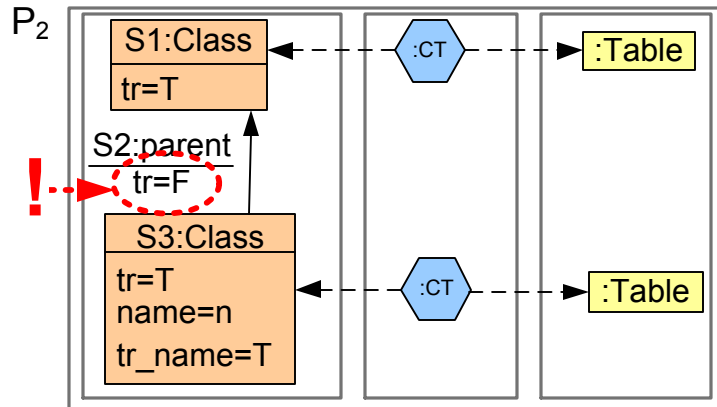 P2
S1:Class
tr=T
:CT
:Table
S2:parent
tr=F
!
S3:Class
tr=T
name=n
tr_name=T
:CT
:Table